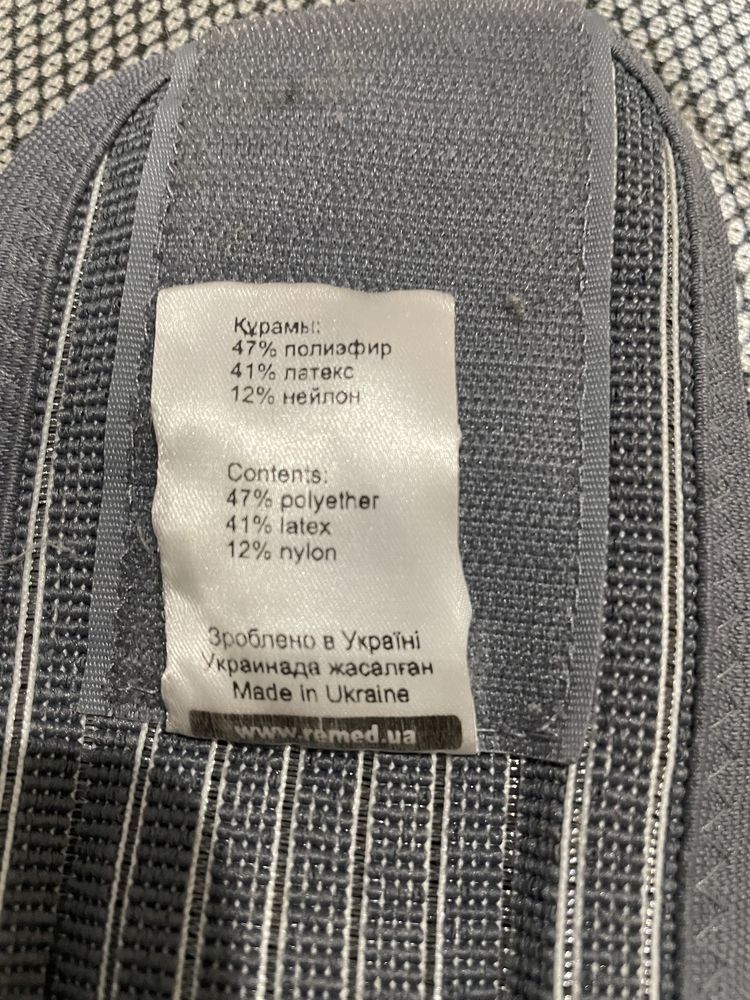 Құрамы:
47% полиэфир
41% латекс
12% нейлон
Contents:
47% polyether
41% latex
12% nylon
Зроблено в Україні
Украинада жасалған
Made in Ukraine
www.remed.ua